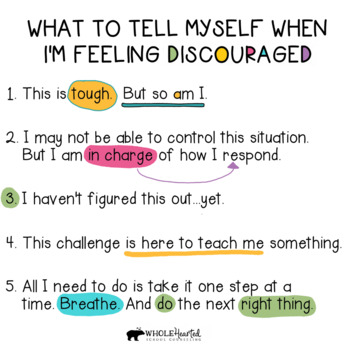 WHAT TO TELL MYSELF WHEN
I'M FEELING DISCOURAGED
1. This is tough. But so am I.
2. I may not be able to control this situation.
But I am in charge of how I respond.
3. I haven't figured this out...yet.
4. This challenge is here to teach me something.
5. All I need to do is take it one step at a
time. Breathe. And do the next right thing.
WHOLEHEARTED
SCHOOL COUNSELING